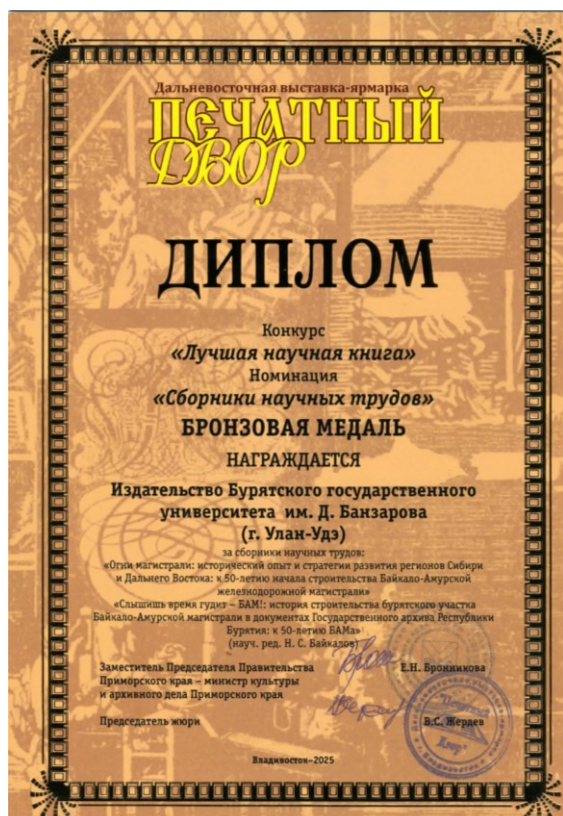 Дальневосточная выставка-ярмарка
ПЕЧАТНЫЙ
ДВОР
ДИПЛОМ
Конкурс
«Лучшая научная книга»
Номинация
«Сборники научных трудов»
БРОНЗОВАЯ МЕДАЛЬ
НАГРАЖДАЕТСЯ
Издательство Бурятского государственного
университета им. Д. Банзарова
(г. Улан-Удэ)
за сборники научных трудов:
«Огни магистрали: исторический опыт и стратегии развития регионов Сибири
и Дальнего Востока: к 50-летию начала строительства Байкало-Амурской
железнодорожной магистрали»
«Слышишь время гудит – БАМ!: история строительства бурятского участка
Байкало-Амурской магистрали в документах Государственного архива Республики
Бурятия: к 50-летию БАМа»
(науч. ред. Н. С. Байкалов)
Заместитель Председателя Правительства
Приморского края – министр культуры
и архивного дела Приморского края
Е.Н. Бронникова
Председатель жюри
В.С. Жердев
"Печатный
Двор"
Владивосток–2025